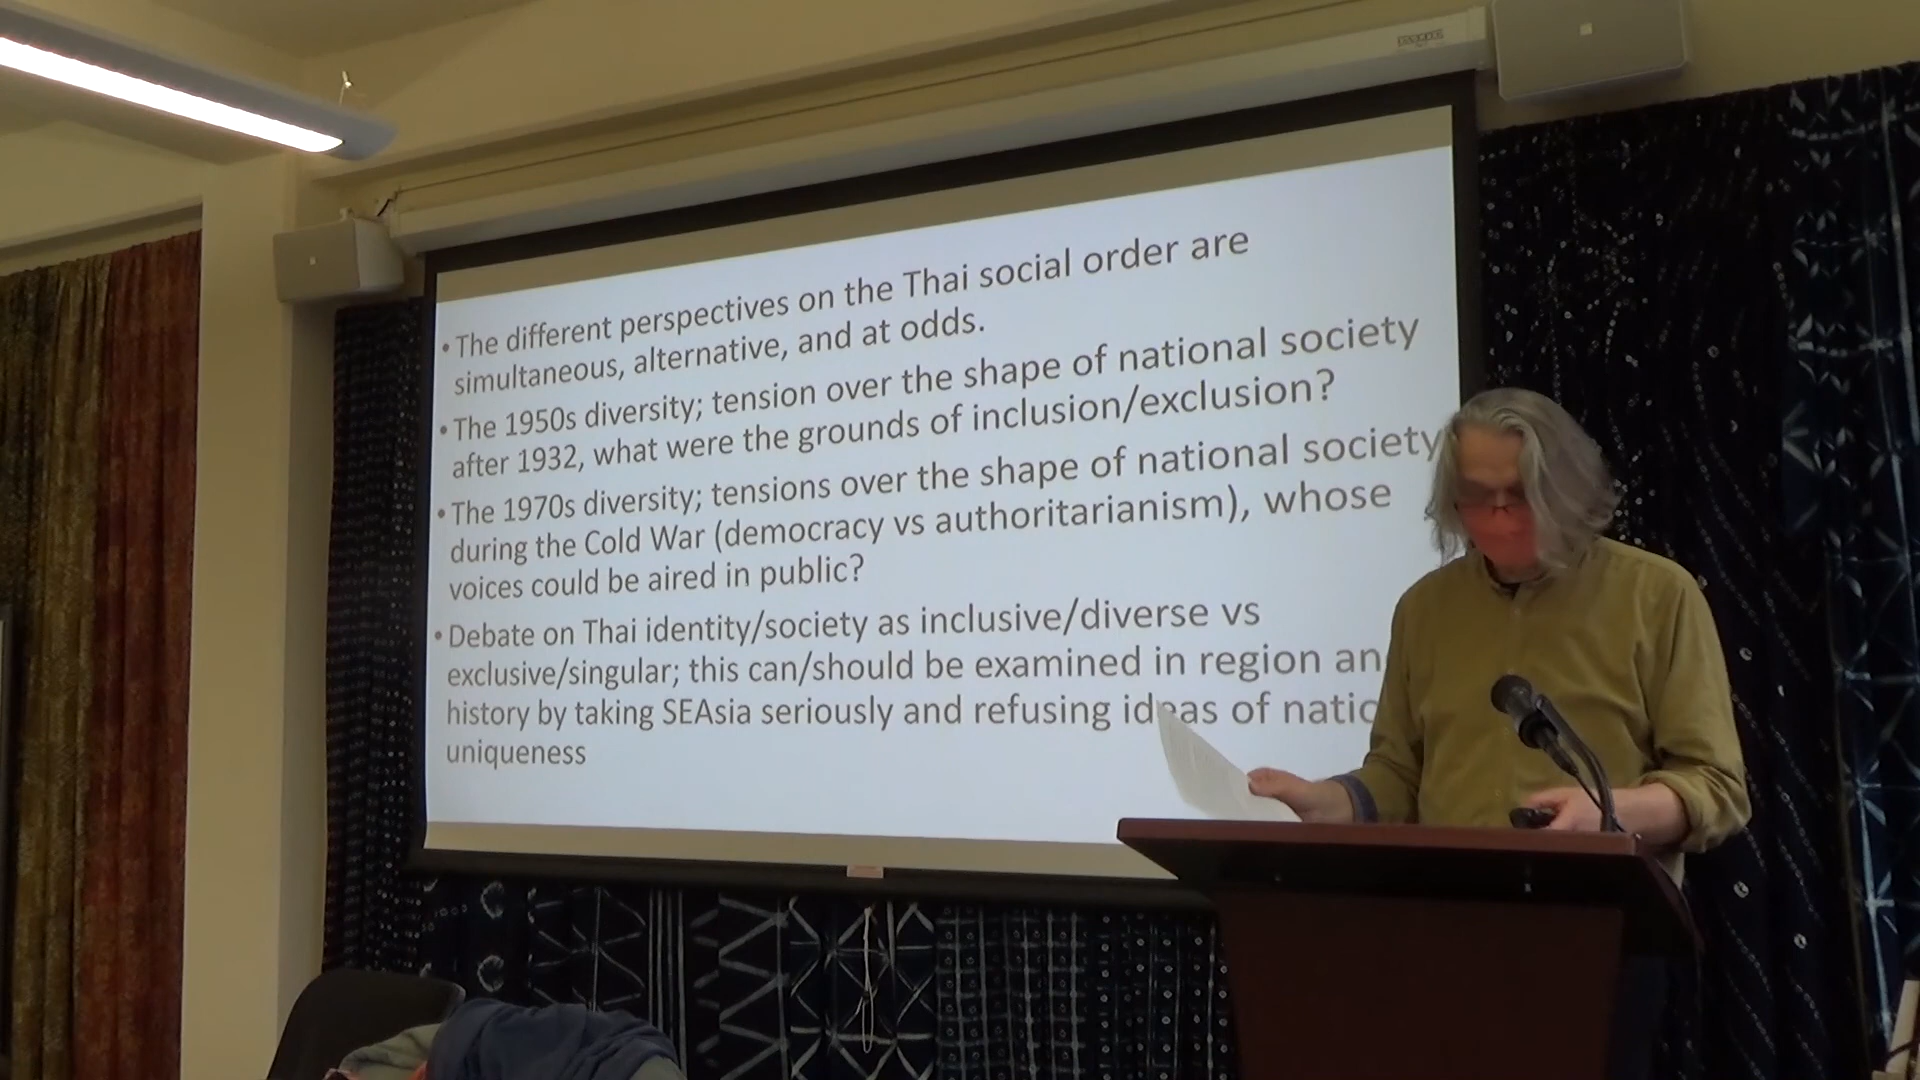 • The different perspectives on the Thai social order are
simultaneous, alternative, and at odds.
• The 1950s diversity; tension over the shape of national society
after 1932, what were the grounds of inclusion/exclusion?
• The 1970s diversity; tensions over the shape of national society
during the Cold War (democracy vs authoritarianism), whose
voices could be aired in public?
• Debate on Thai identity/society as inclusive/diverse vs
exclusive/singular; this can/should be examined in region an
history by taking SEAsia seriously and refusing ideas of natio
uniqueness